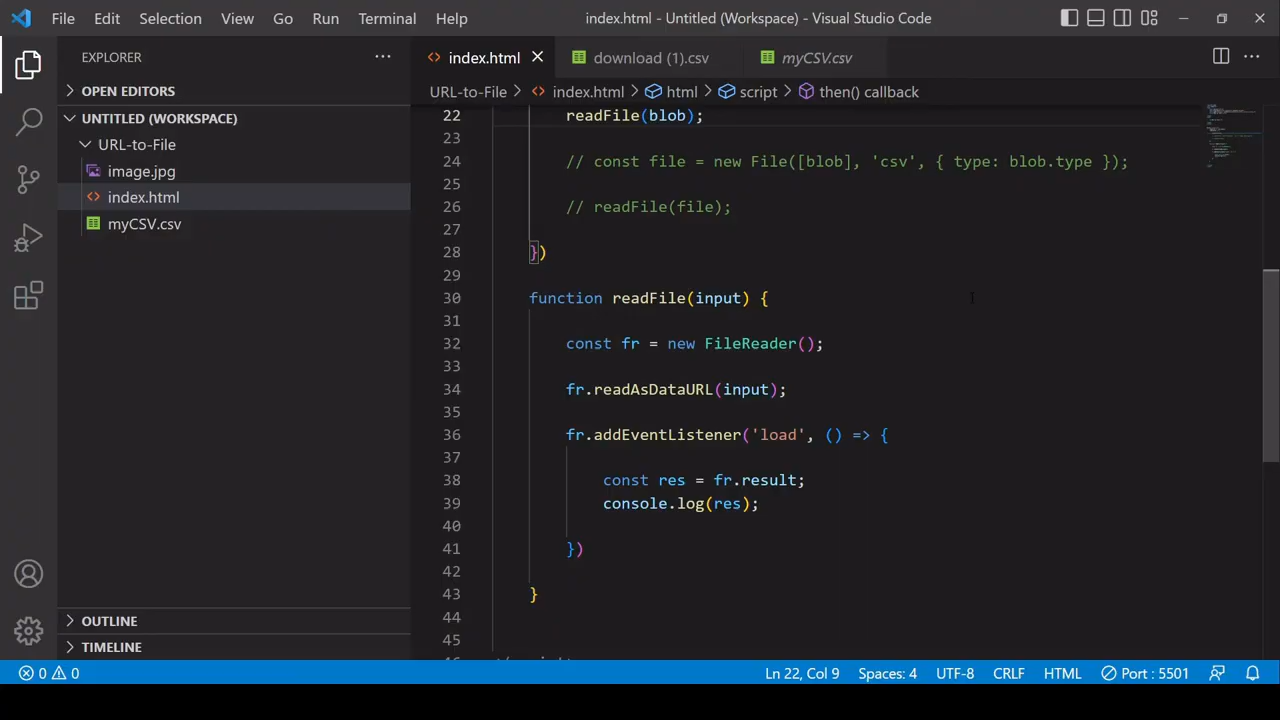 File Edit Selection View Go Run Terminal Help index.html - Untitled (Workspace) - Visual Studio Code
EXPLORER
index.html download (1).csv myCSV.csv
OPEN EDITORS
URL-to-File index.html html script then() callback
UNTITLED (WORKSPACE)
URL-to-File
image.jpg
index.html
myCSV.csv
22 readFile(blob);
23
24 // const file = new File([blob], 'csv', { type: blob.type });
25
26 // readFile(file);
27
28 })
29
30 function readFile(input) {
31
32 const fr = new FileReader();
33
34 fr.readAsDataURL(input);
35
36 fr.addEventListener('load', () => {
37
38 const res = fr.result;
39 console.log(res);
40
41 })
42
43 }
44
45
OUTLINE
TIMELINE
0 0 Ln 22, Col 9 Spaces: 4 UTF-8 CRLF HTML Port : 5501